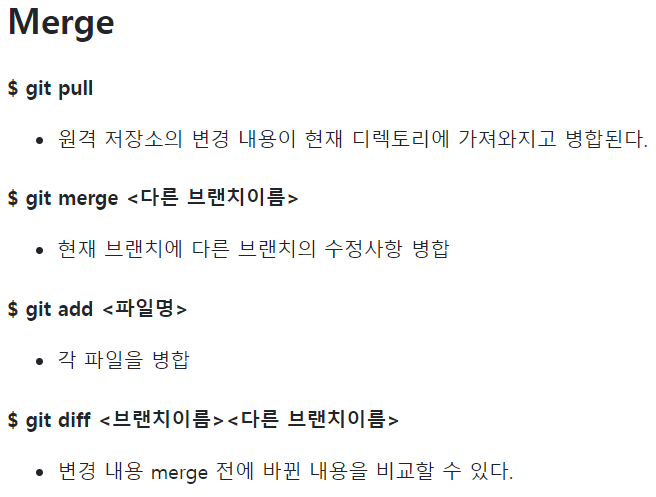 Merge
$ git pull
• 원격 저장소의 변경 내용이 현재 디렉토리에 가져와지고 병합된다.
$ git merge <다른 브랜치이름>
• 현재 브랜치에 다른 브랜치의 수정사항 병합
$ git add <파일명>
• 각 파일을 병합
$ git diff <브랜치이름><다른 브랜치이름>
• 변경 내용 merge 전에 바뀐 내용을 비교할 수 있다.